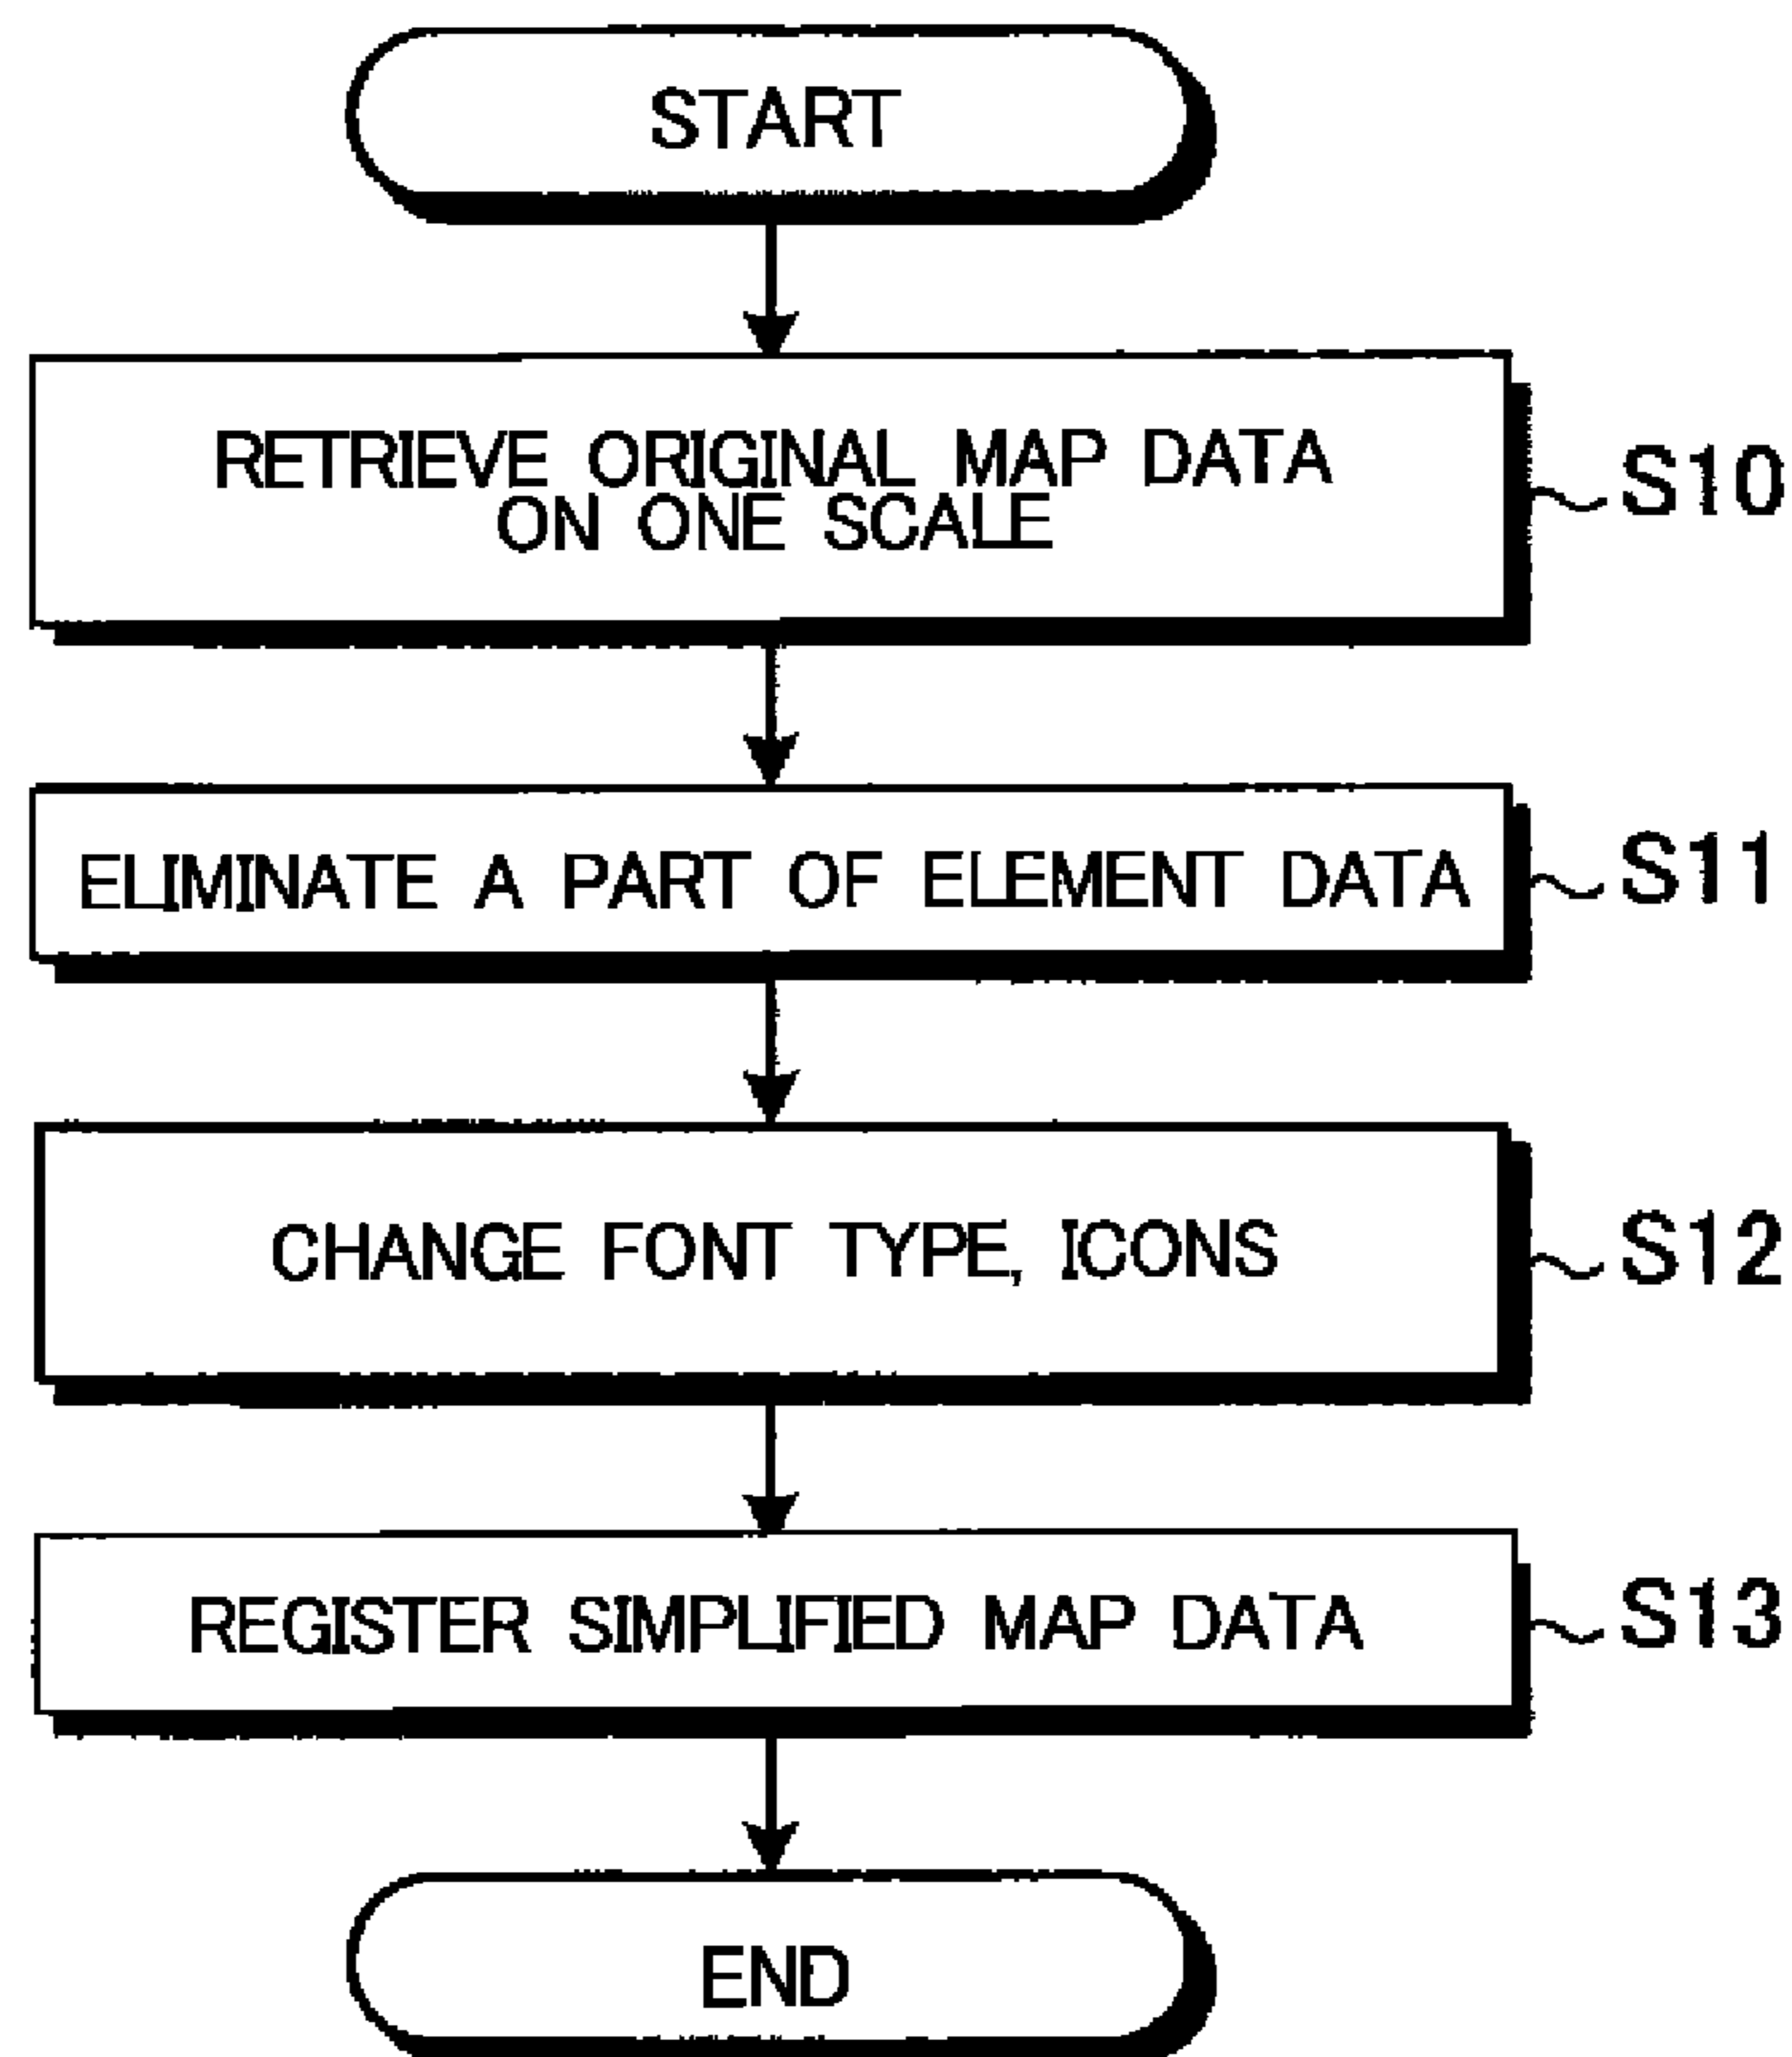 START
RETRIEVE ORIGINAL MAP DATA
ON ONE SCALE
S10
ELIMINATE A PART OF ELEMENT DATA
S11
CHANGE FONT TYPE, ICONS
S12
REGISTER SIMPLIFIED MAP DATA
S13
END